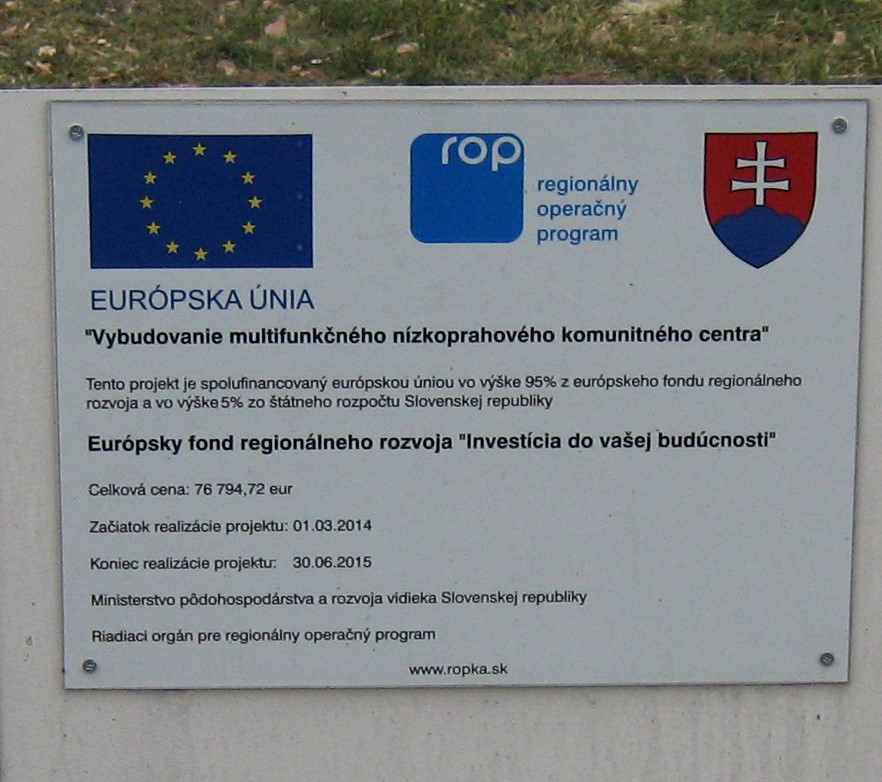 rop
regionálny
operačný
program
EURÓPSKA ÚNIA
"Vybudovanie multifunkčného nízkoprahového komunitného centra"
Tento projekt je spolufinancovaný európskou úniou vo výške 95% z európskeho fondu regionálneho
rozvoja a vo výške 5% zo štátneho rozpočtu Slovenskej republiky
Európsky fond regionálneho rozvoja "Investícia do vašej budúcnosti"
Celková cena: 76 794,72 eur
Začiatok realizácie projektu: 01.03.2014
Koniec realizácie projektu: 30.06.2015
Ministerstvo pôdohospodárstva a rozvoja vidieka Slovenskej republiky
Riadiaci orgán pre regionálny operačný program
www.ropka.sk